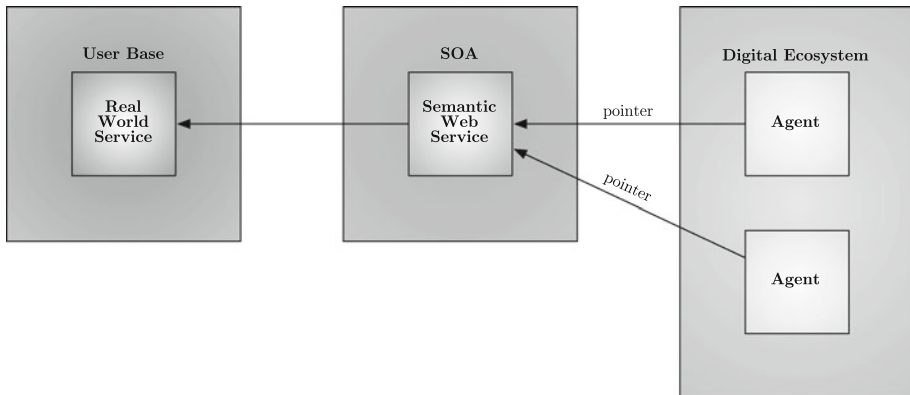 User Base
Real
World
Service
SOA
Semantic
Web
Service
pointer
pointer
Digital Ecosystem
Agent
Agent